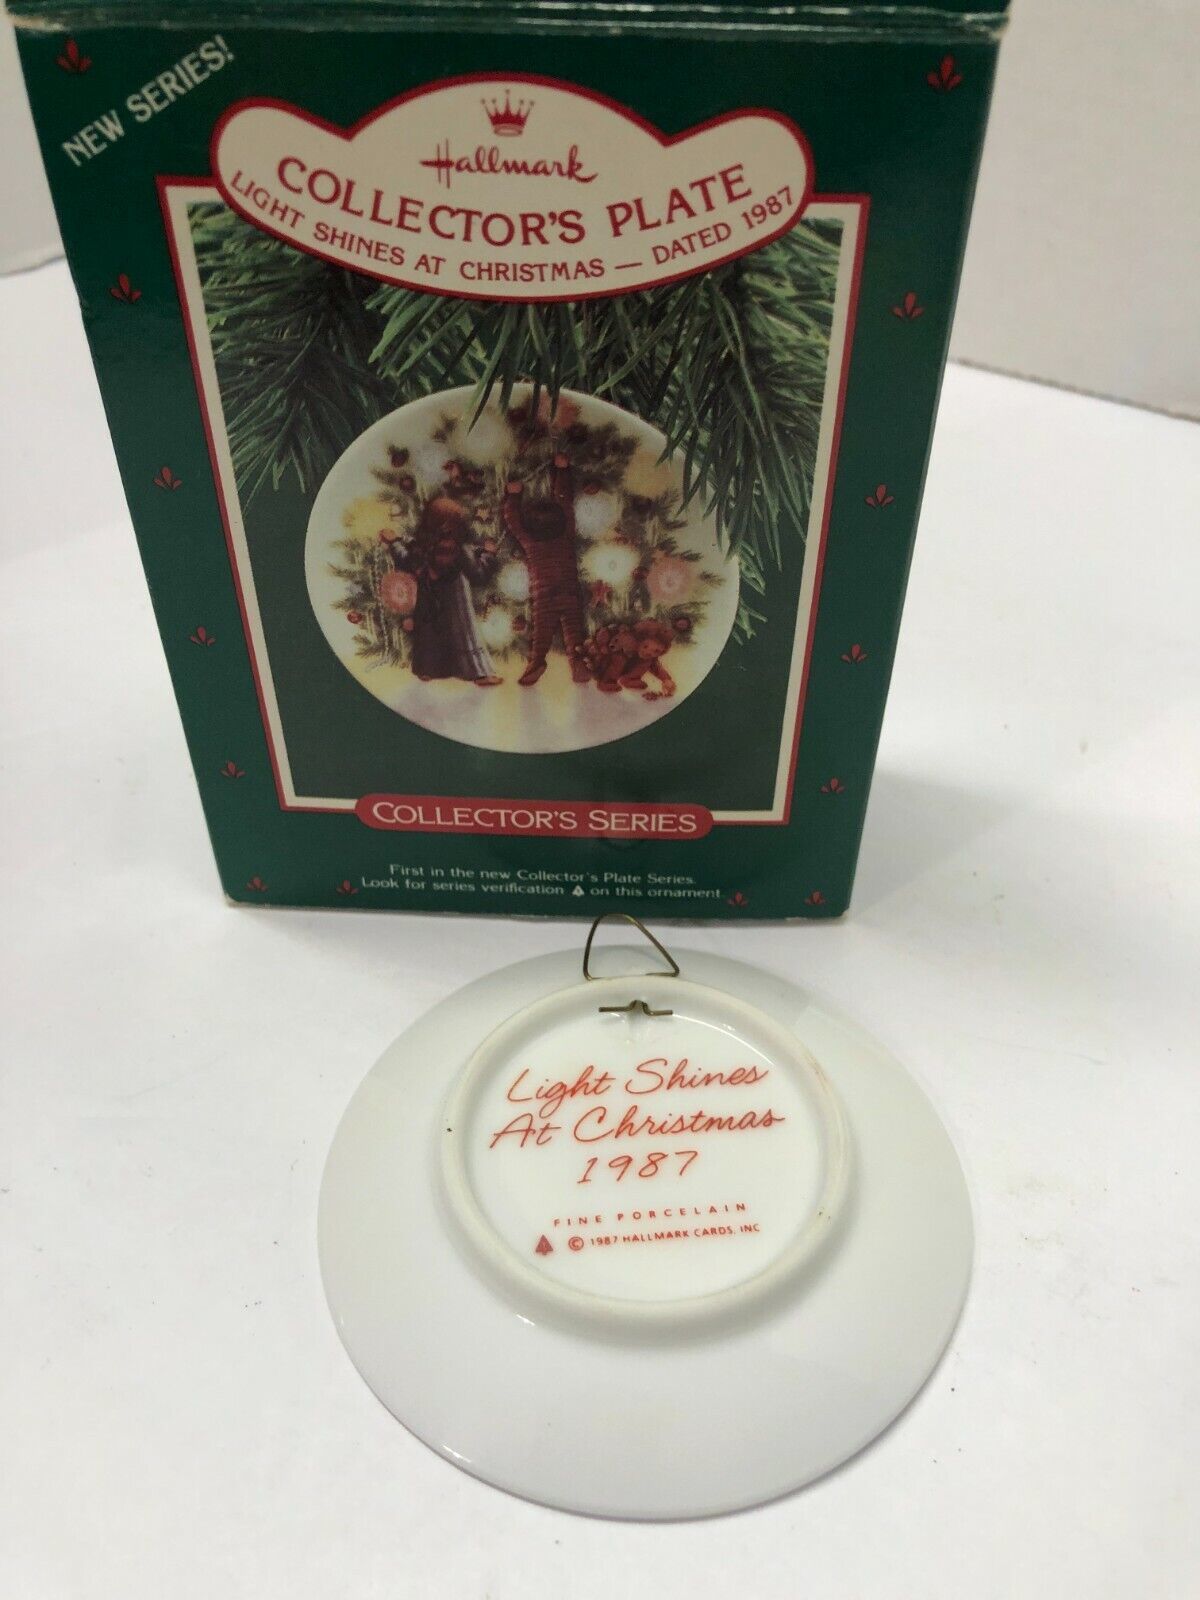 NEW SERIES!
Hallmark
COLLECTOR'S PLATE
LIGHT SHINES AT CHRISTMAS — DATED 1987
COLLECTOR'S SERIES
First in the new Collector's Plate Series.
Look for series verification on this ornament.
Light Shines
At Christmas
1987
FINE PORCELAIN
© 1987 HALLMARK CARDS, INC